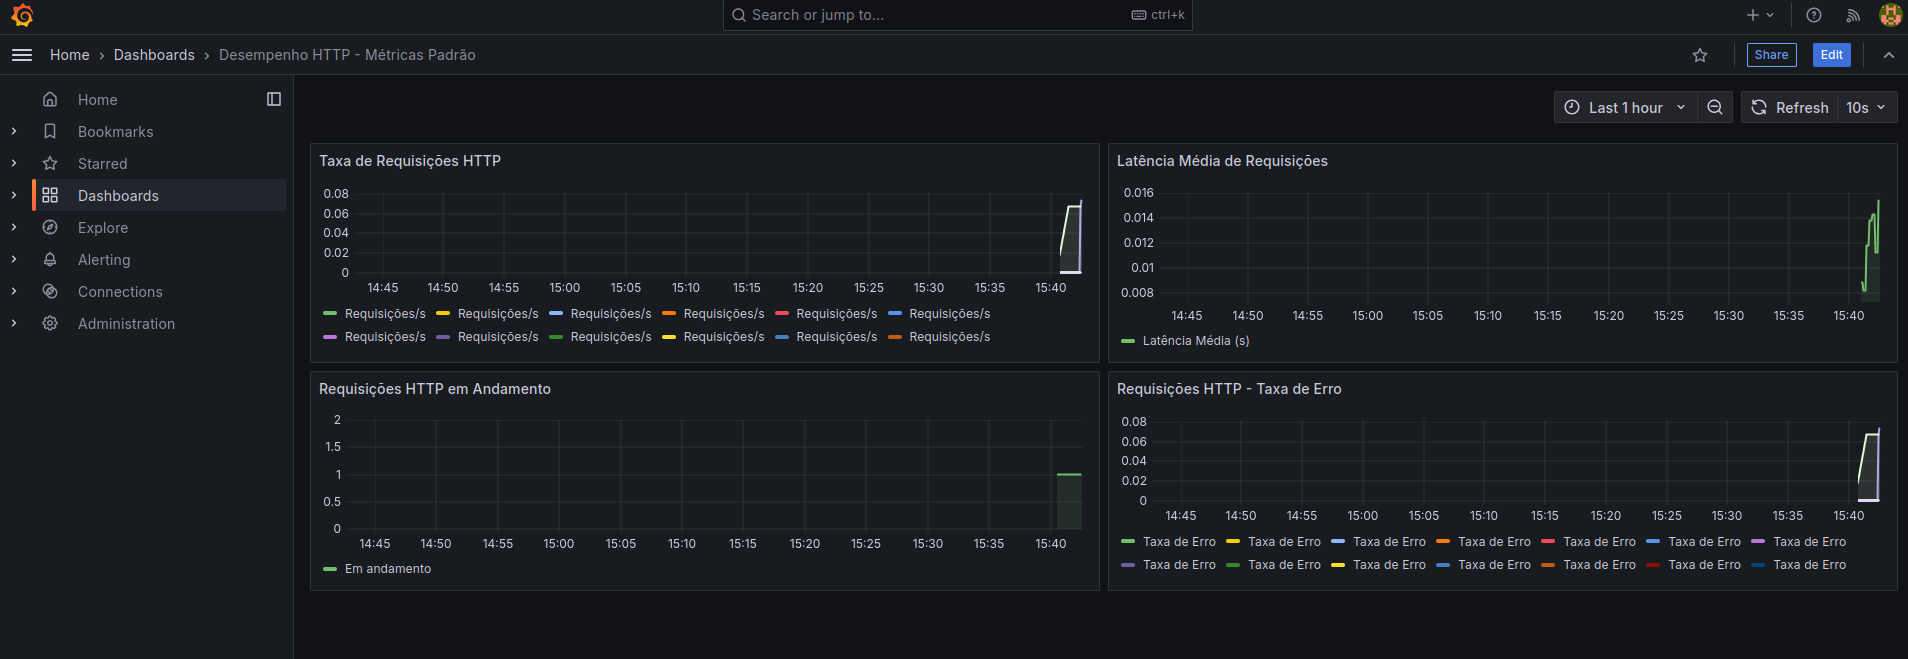 Search or jump to...
ctrl+k
Home › Dashboards › Desempenho HTTP - Métricas Padrão
Share
Edit
Home
Bookmarks
Starred
Dashboards
Explore
Alerting
Connections
Administration
Last 1 hour
Refresh
10s
Taxa de Requisições HTTP
0.08
0.06
0.04
0.02
0
14:45 14:50 14:55 15:00 15:05 15:10 15:15 15:20 15:25 15:30 15:35 15:40
Requisições/s Requisições/s Requisições/s Requisições/s Requisições/s Requisições/s
Requisições/s Requisições/s Requisições/s Requisições/s Requisições/s Requisições/s
Latência Média de Requisições
0.016
0.014
0.012
0.01
0.008
14:45 14:50 14:55 15:00 15:05 15:10 15:15 15:20 15:25 15:30 15:35 15:40
Latência Média (s)
Requisições HTTP em Andamento
2
1.5
1
0.5
0
14:45 14:50 14:55 15:00 15:05 15:10 15:15 15:20 15:25 15:30 15:35 15:40
Em andamento
Requisições HTTP - Taxa de Erro
0.08
0.06
0.04
0.02
0
14:45 14:50 14:55 15:00 15:05 15:10 15:15 15:20 15:25 15:30 15:35 15:40
Taxa de Erro Taxa de Erro Taxa de Erro Taxa de Erro Taxa de Erro Taxa de Erro Taxa de Erro
Taxa de Erro Taxa de Erro Taxa de Erro Taxa de Erro Taxa de Erro Taxa de Erro Taxa de Erro